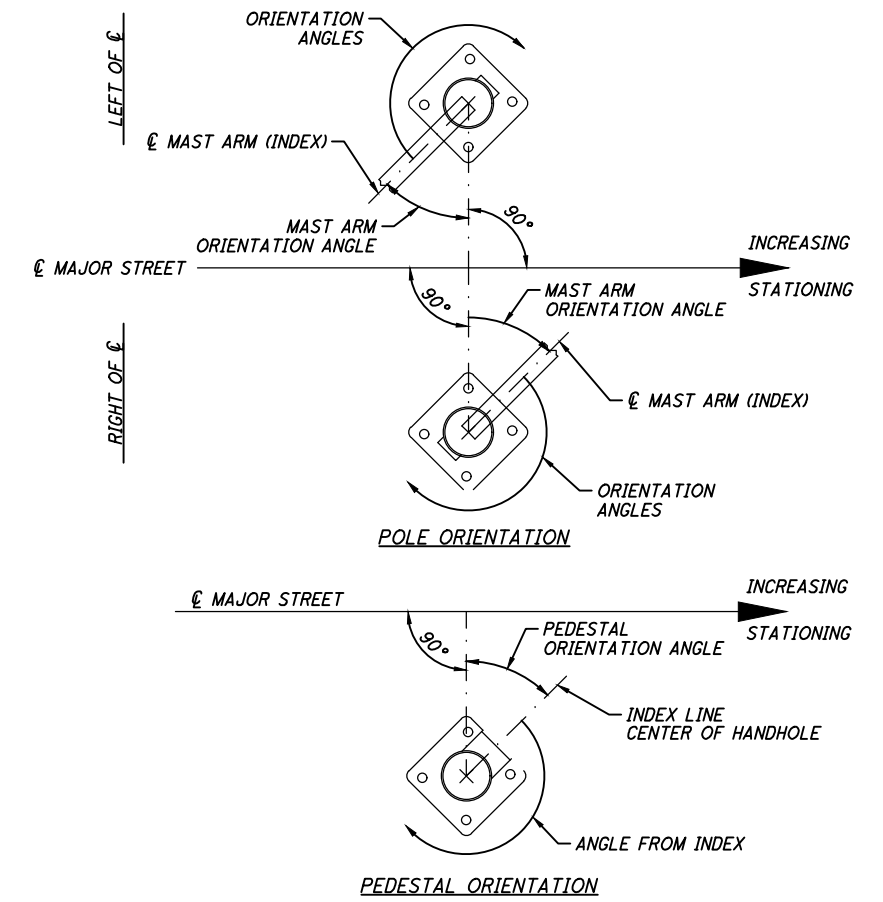 ORIENTATION
ANGLES
LEFT OF ℄
℄ MAST ARM (INDEX)
MAST ARM
ORIENTATION ANGLE
90°
INCREASING
℄ MAJOR STREET
STATIONING
90°
MAST ARM
ORIENTATION ANGLE
RIGHT OF ℄
℄ MAST ARM (INDEX)
ORIENTATION
ANGLES
POLE ORIENTATION
INCREASING
℄ MAJOR STREET
STATIONING
90°
PEDESTAL
ORIENTATION ANGLE
INDEX LINE
CENTER OF HANDHOLE
ANGLE FROM INDEX
PEDESTAL ORIENTATION